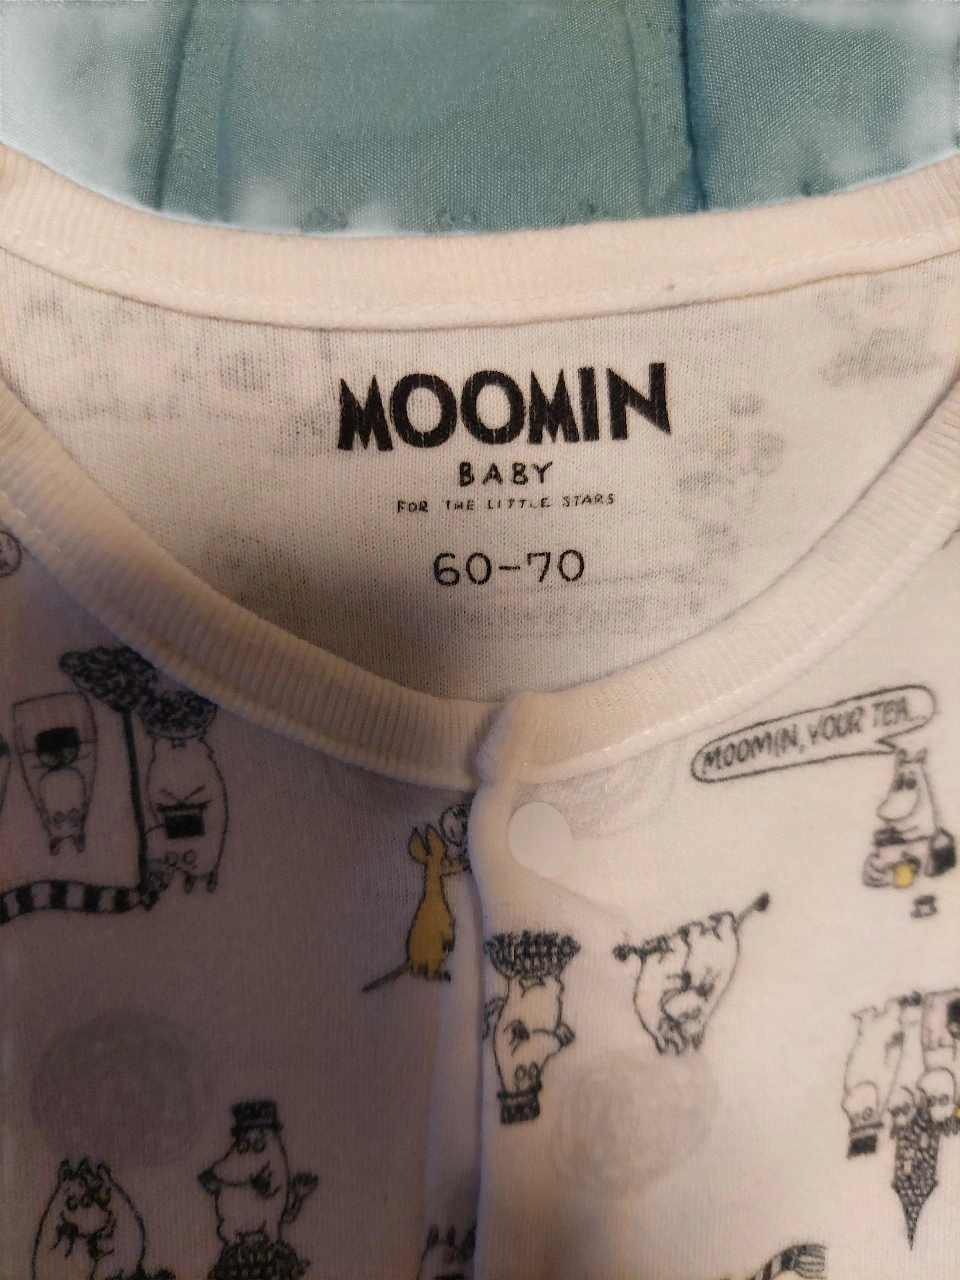 MOOMIN
BABY
FOR THE LITTLE STARS
60-70
MOOMIN, YOUR TEA...